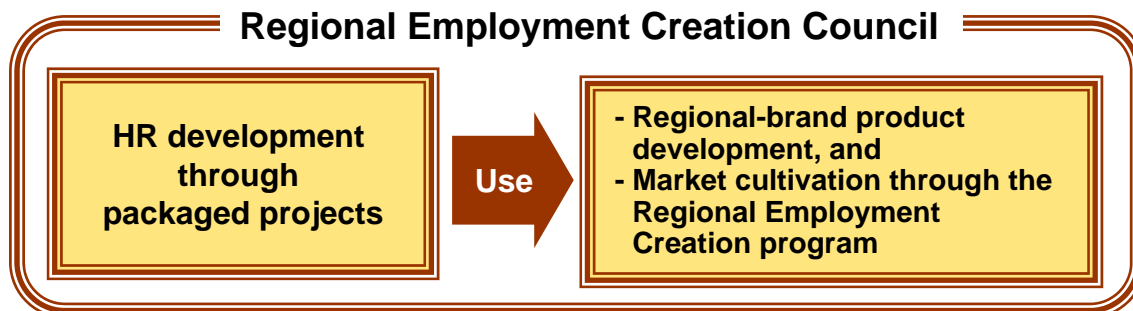 Regional Employment Creation Council
HR development
through
packaged projects
Use
- Regional-brand product
development, and
- Market cultivation through the
Regional Employment
Creation program